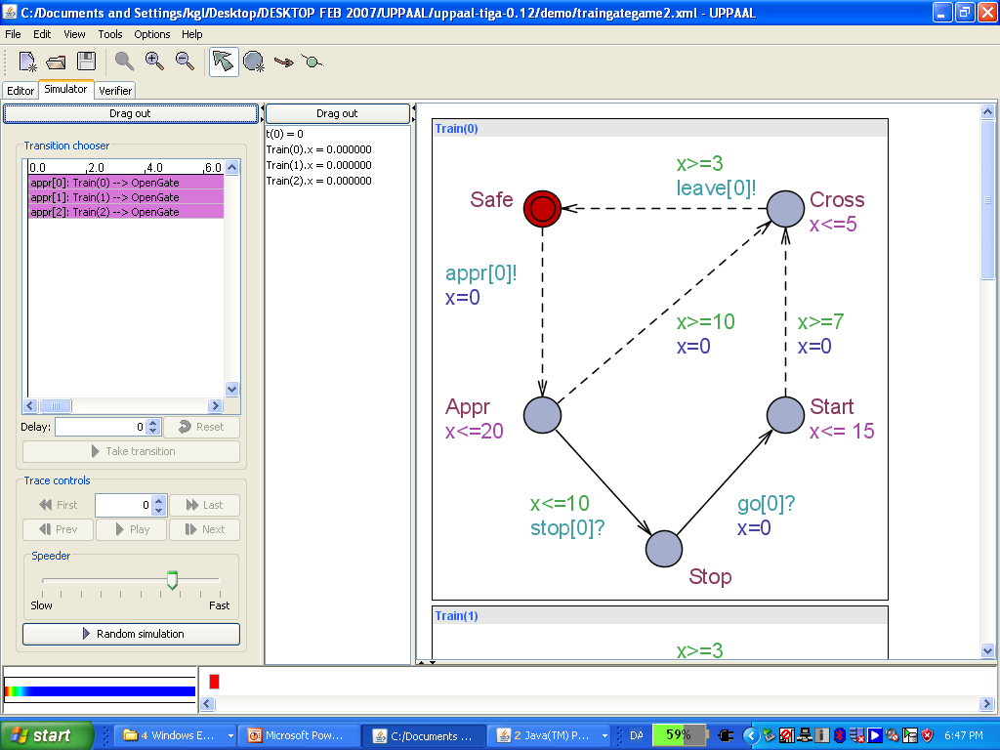 C:/Documents and Settings/kgl/Desktop/DESKTOP FEB 2007/UPPAAL/uppaal-tiga-0.12/demo/traingategame2.xml - UPPAAL
File Edit View Tools Options Help
Editor Simulator Verifier
Drag out
Transition chooser
0.0 2.0 4.0 6.0
appr[0]: Train(0) --> OpenGate
appr[1]: Train(1) --> OpenGate
appr[2]: Train(2) --> OpenGate
Delay: 0 Reset
Take transition
Trace controls
First 0 Last
Prev Play Next
Speeder
Slow Fast
Random simulation
Drag out
t(0) = 0
Train(0).x = 0.000000
Train(1).x = 0.000000
Train(2).x = 0.000000
Train(0)
x>=3
leave[0]!
Safe
Cross
x<=5
appr[0]!
x=0
x>=10
x=0
x>=7
x=0
Appr
x<=20
Start
x<= 15
x<=10
stop[0]?
go[0]?
x=0
Stop
Train(1)
x>=3
start 4 Windows E... Microsoft Pow... C:/Documents ... 2 Java(TM) P... DA 59% 6:47 PM